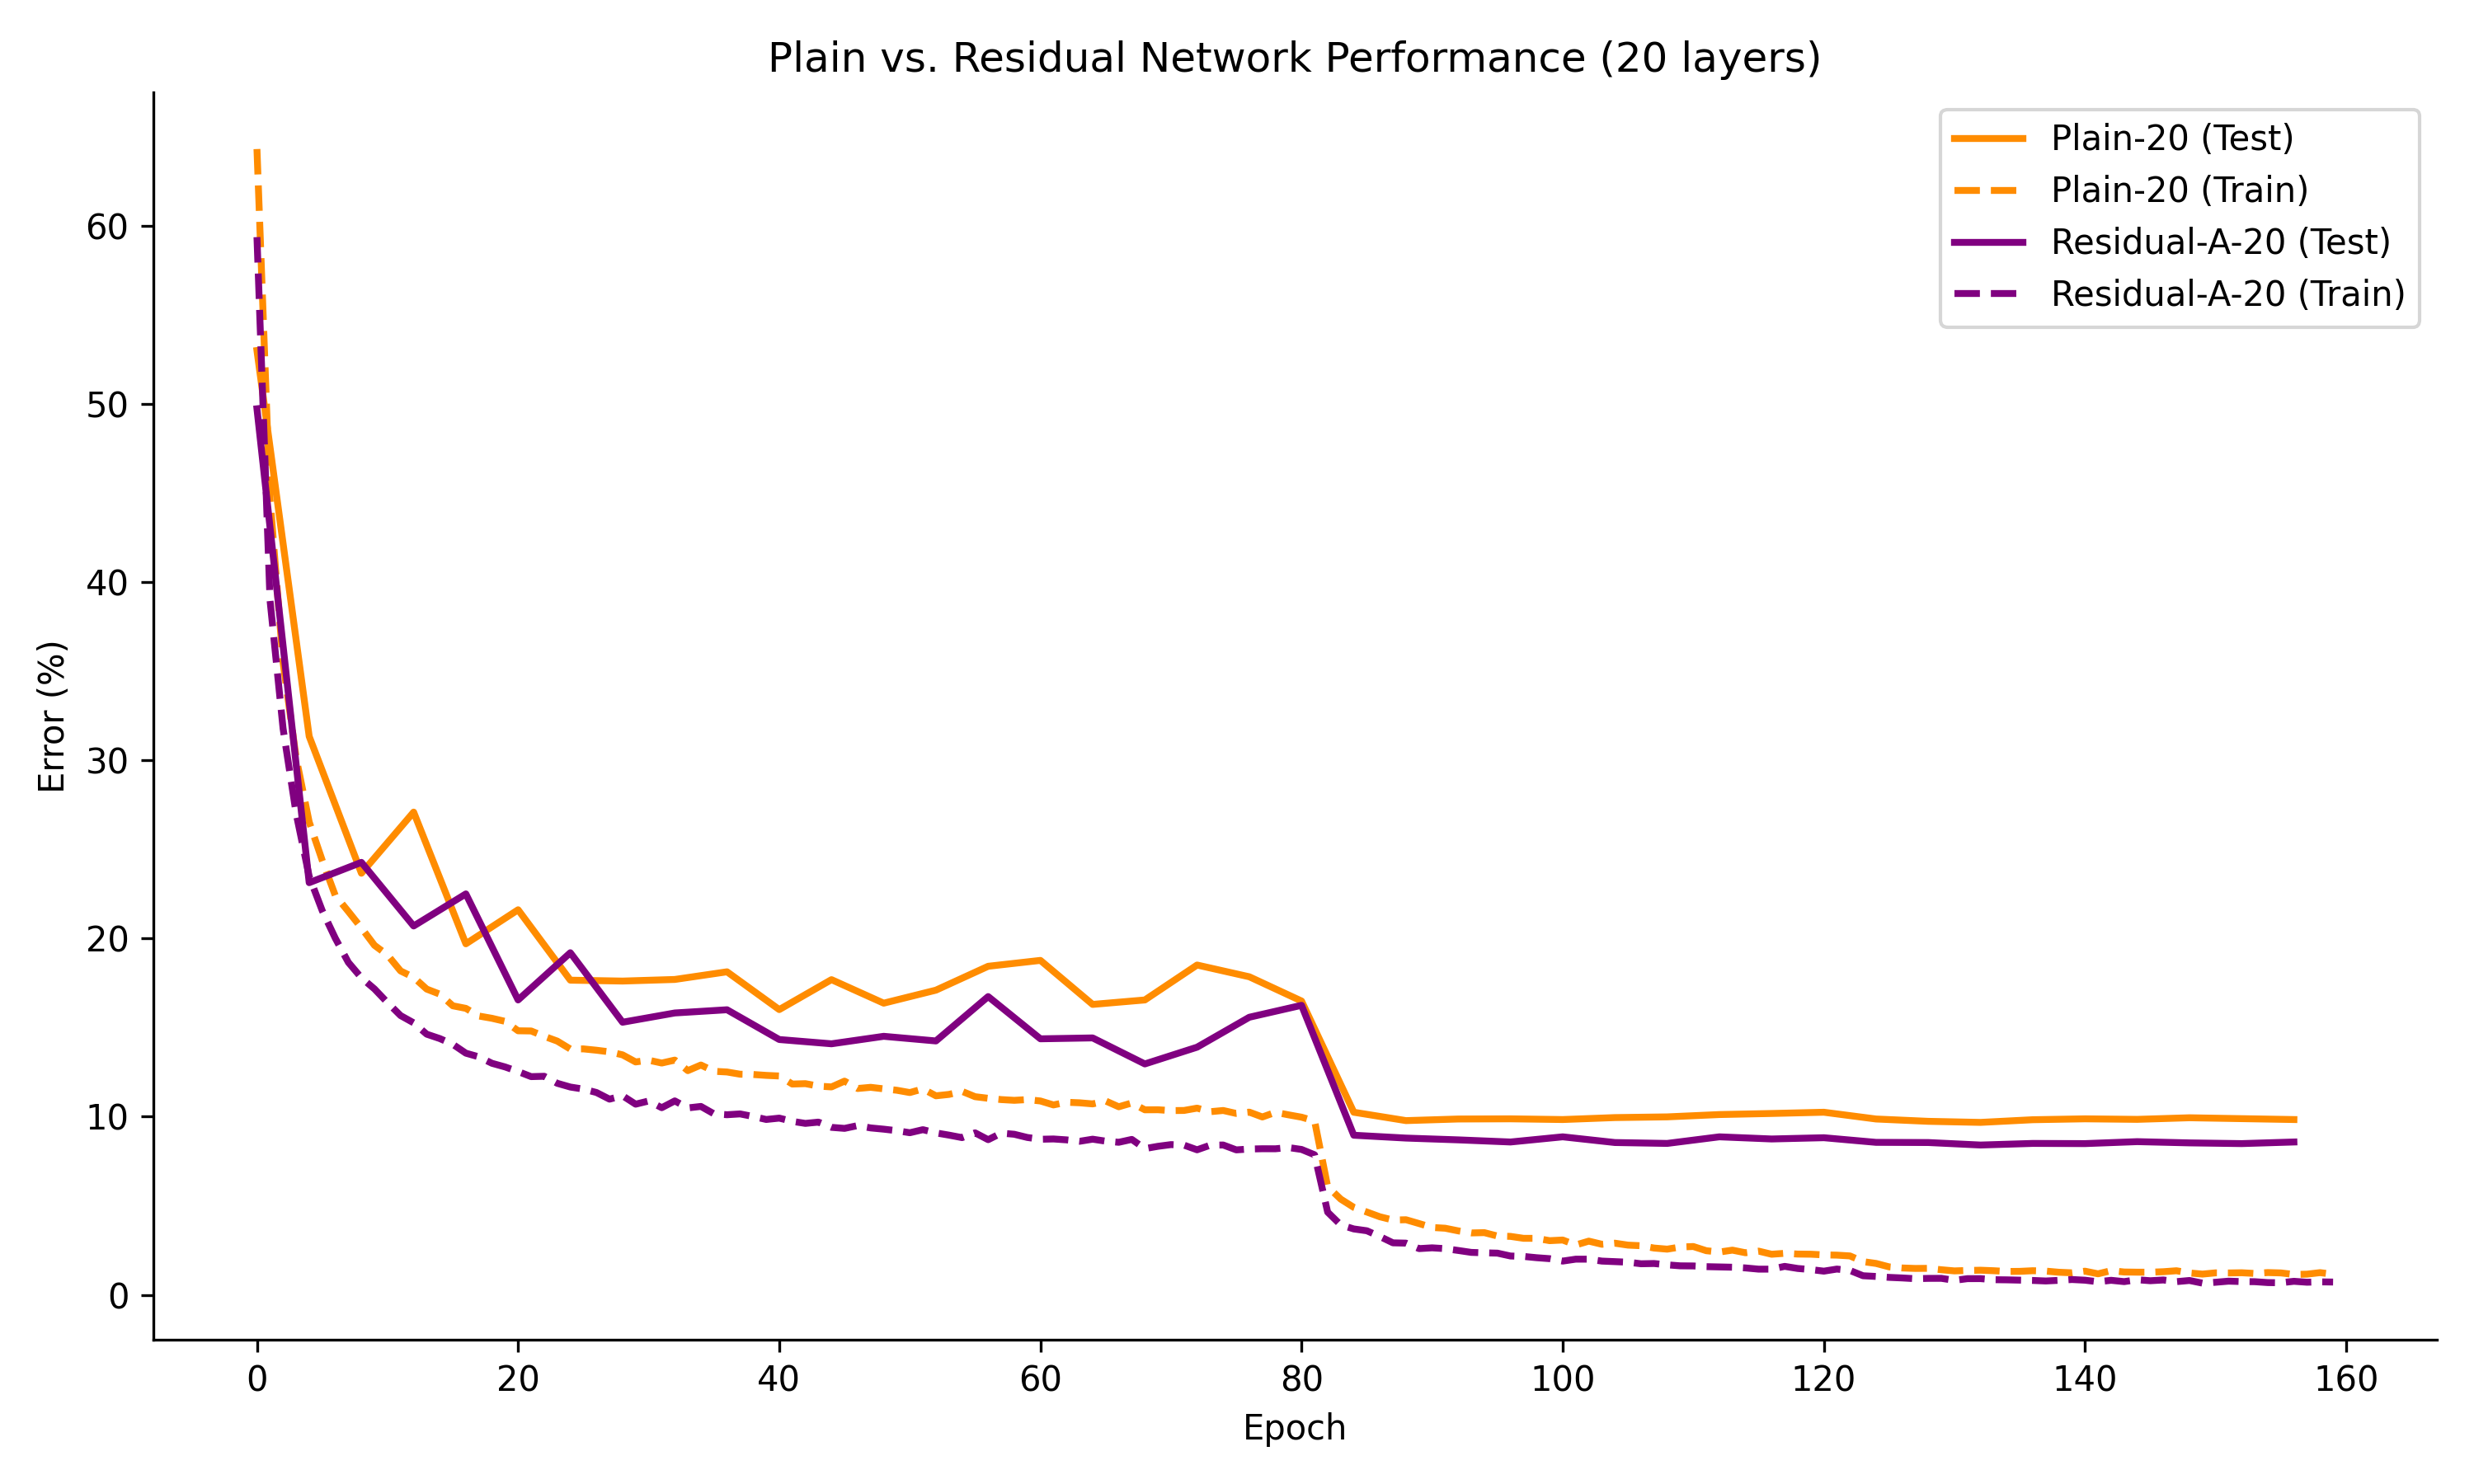 Plain vs. Residual Network Performance (20 layers)
Plain-20 (Test)
Plain-20 (Train)
Residual-A-20 (Test)
Residual-A-20 (Train)
Error (%)
60
50
40
30
20
10
0
0 20 40 60 80 100 120 140 160
Epoch